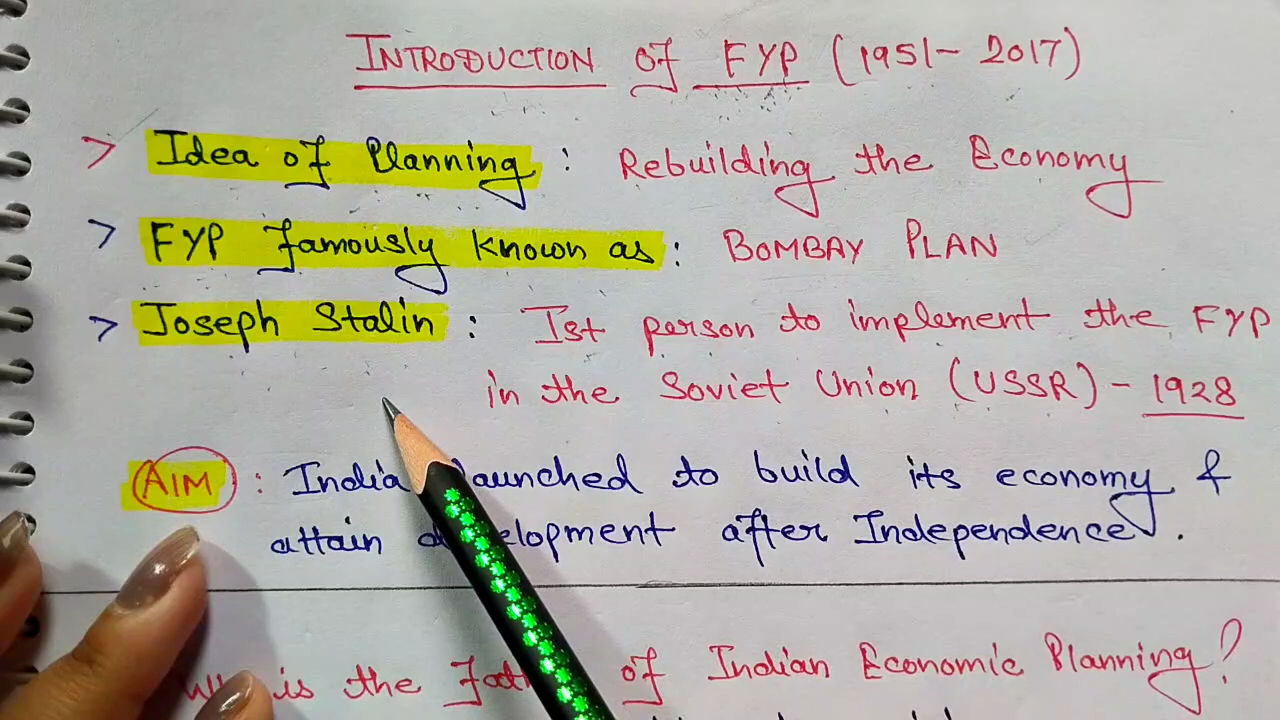 INTRODUCTION of FYP (1951- 2017)
> Idea of Planning : Rebuilding the Economy
> FYP famously known as : BOMBAY PLAN
> Joseph Stalin : Ist person to implement the FYP
in the Soviet Union (USSR) - 1928
AIM : India launched to build its economy &
attain development after Independence.
is the of Indian Economic Planning?